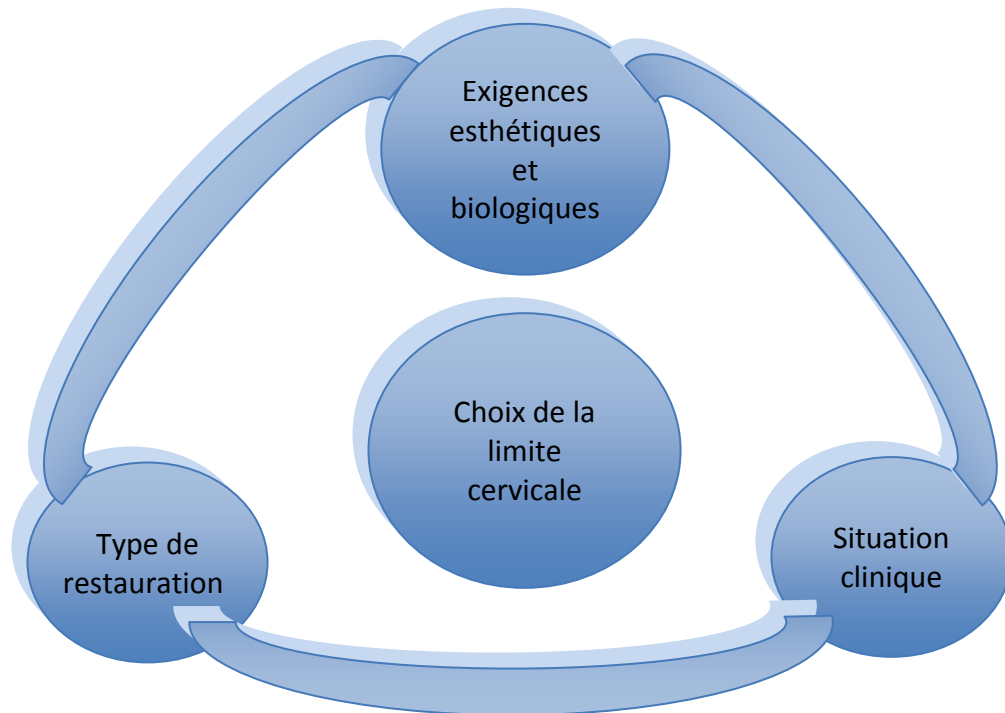 Exigences
esthétiques
et
biologiques
Choix de la
limite
cervicale
Type de
restauration
Situation
clinique